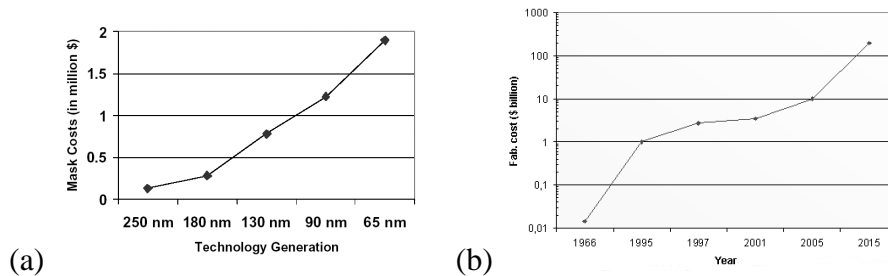 Mask Costs (in million $)
2
1.5
1
0.5
0
250 nm 180 nm 130 nm 90 nm 65 nm
Technology Generation
(a)
Fab. cost ($ billion)
1000
100
10
1
0,1
0,01
1966 1995 1997 2001 2005 2015
Year
(b)